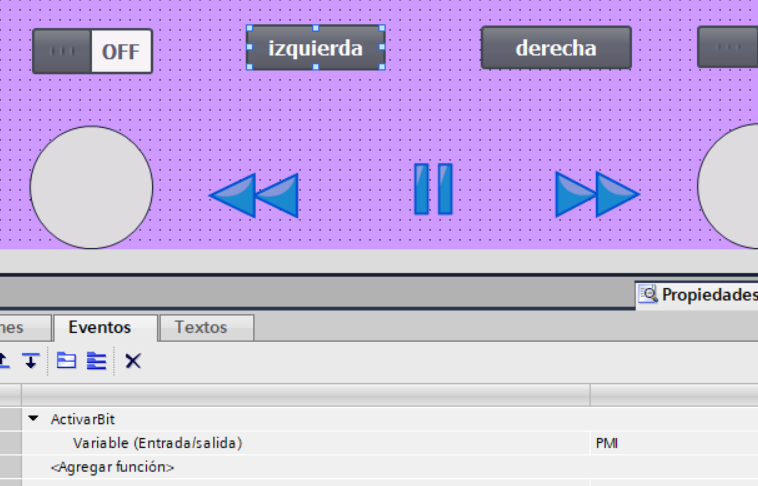 OFF
izquierda
derecha
Propiedades
nes
Eventos
Textos
ActivarBit
Variable (Entrada/salida)
PMI
<Agregar función>